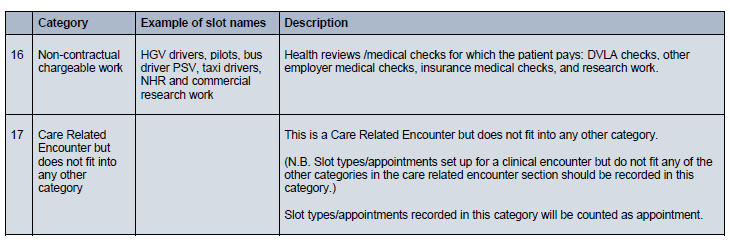 Category Example of slot names Description
16 Non-contractual HGV drivers, pilots, bus Health reviews /medical checks for which the patient pays: DVLA checks, other
chargeable work driver PSV, taxi drivers, employer medical checks, insurance medical checks, and research work.
NHR and commercial
research work
17 Care Related This is a Care Related Encounter but does not fit into any other category.
Encounter but
does not fit into (N.B. Slot types/appointments set up for a clinical encounter but do not fit any of the
any other other categories in the care related encounter section should be recorded in this
category category.)
Slot types/appointments recorded in this category will be counted as appointment.